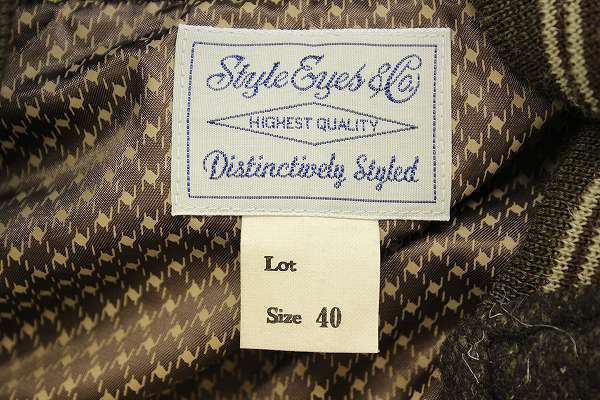 Style Eyes & Co
HIGHEST QUALITY
Distinctively Styled
Lot
Size 40